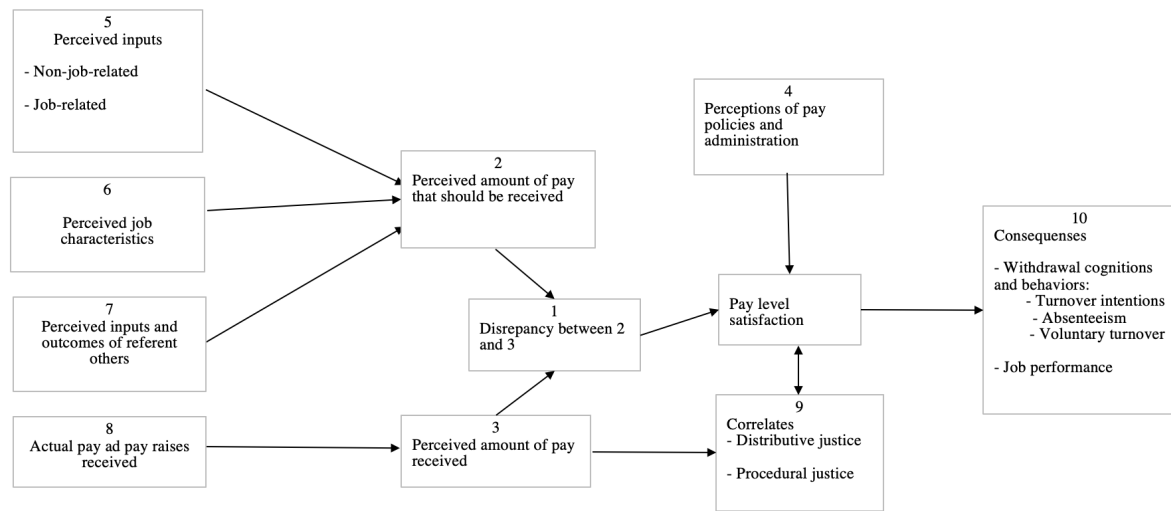 5
Perceived inputs
- Non-job-related
- Job-related
6
Perceived job
characteristics
7
Perceived inputs and
outcomes of referent
others
8
Actual pay ad pay raises
received
2
Perceived amount of pay
that should be received
1
Disrepancy between 2
and 3
3
Perceived amount of pay
received
4
Perceptions of pay
policies and
administration
Pay level
satisfaction
9
Correlates
- Distributive justice
- Procedural justice
10
Consequenses
- Withdrawal cognitions
and behaviors:
- Turnover intentions
- Absenteeism
- Voluntary turnover
- Job performance